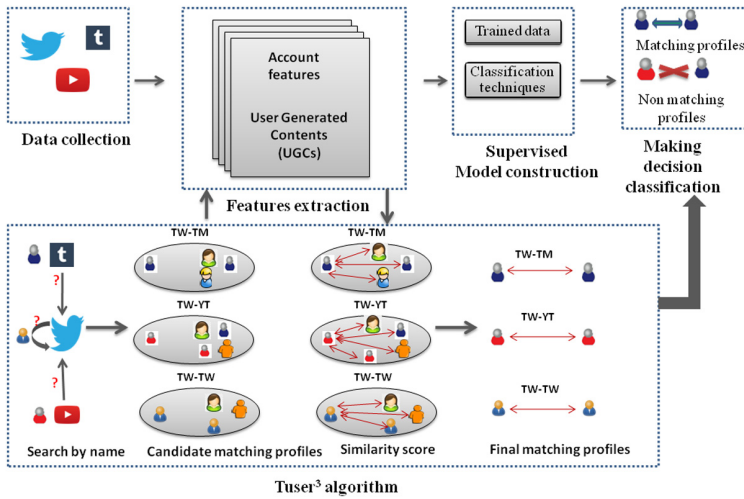 t
Data collection
Account
features
User Generated
Contents
(UGCs)
Features extraction
Trained data
Classification
techniques
Supervised
Model construction
Matching profiles
Non matching
profiles
Making
decision
classification
t
?
?
?
Search by name
TW-TM
TW-YT
TW-TW
Candidate matching profiles
TW-TM
TW-YT
TW-TW
Similarity score
TW-TM
TW-YT
TW-TW
Final matching profiles
Tuser³ algorithm